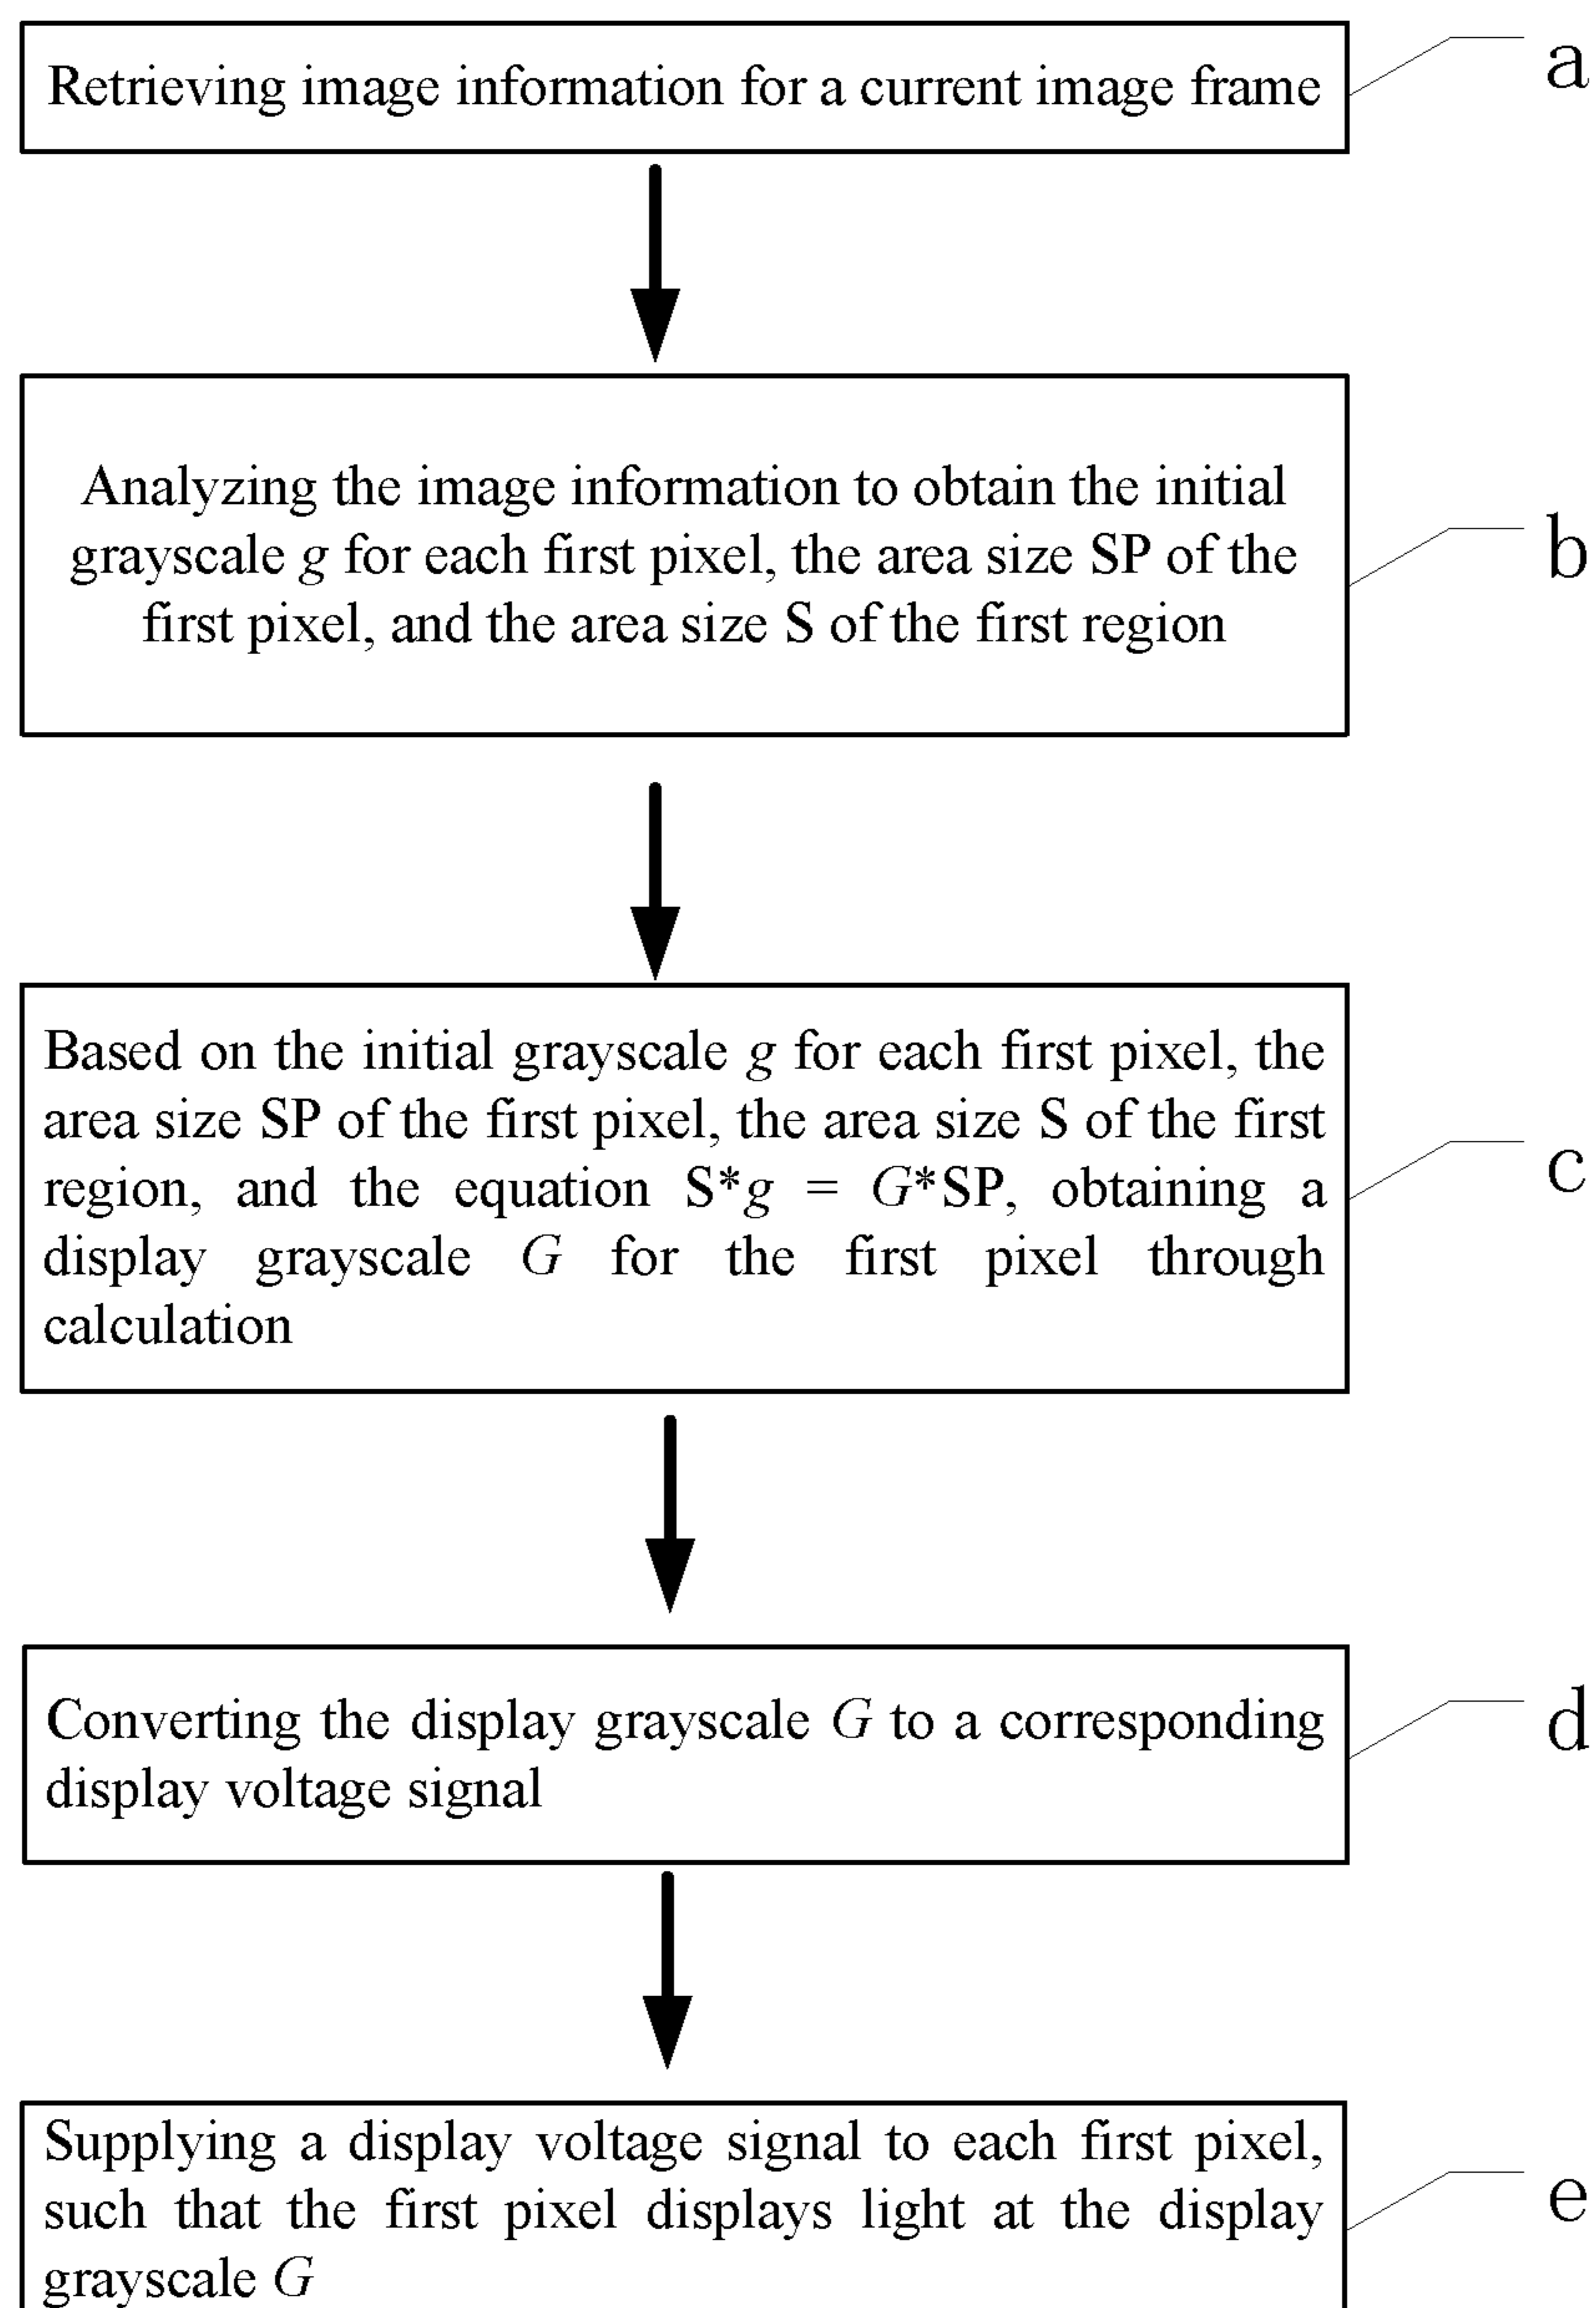 Retrieving image information for a current image frame
a
Analyzing the image information to obtain the initial
grayscale g for each first pixel, the area size SP of the
first pixel, and the area size S of the first region
b
Based on the initial grayscale g for each first pixel, the
area size SP of the first pixel, the area size S of the first
region, and the equation S*g = G*SP, obtaining a
display grayscale G for the first pixel through
calculation
c
Converting the display grayscale G to a corresponding
display voltage signal
d
Supplying a display voltage signal to each first pixel,
such that the first pixel displays light at the display
grayscale G
e